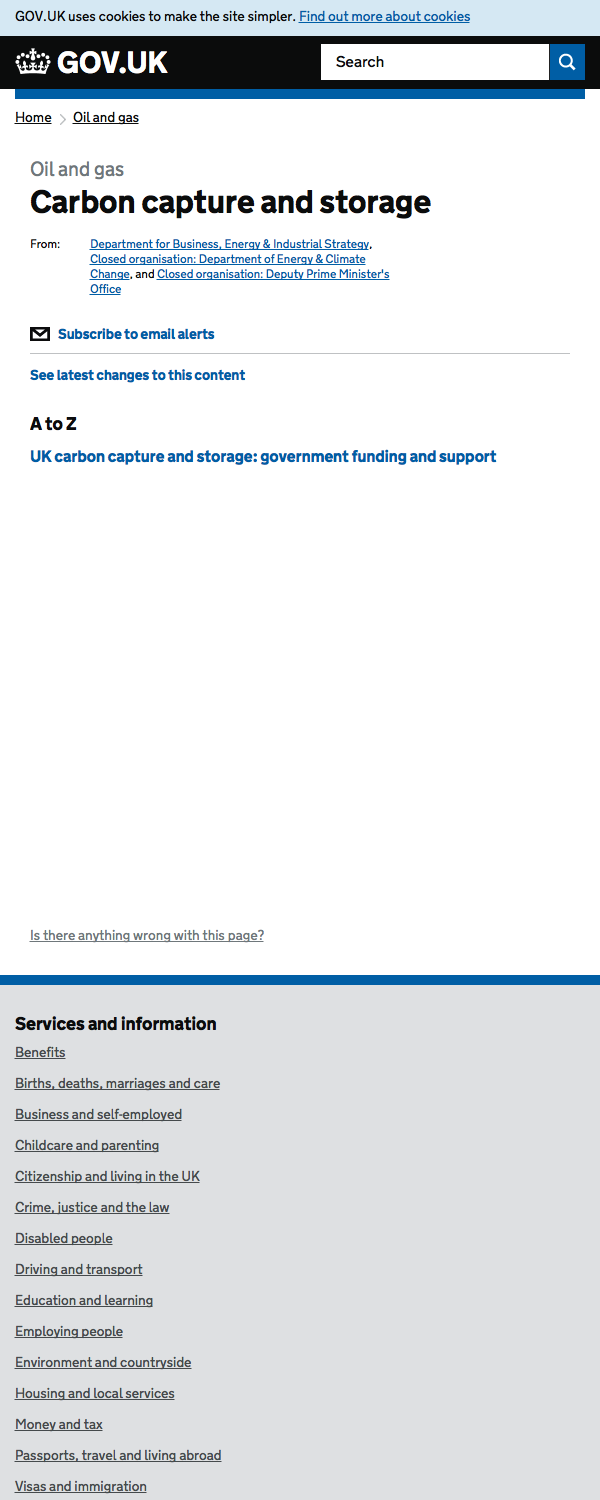 GOV.UK uses cookies to make the site simpler. Find out more about cookies
GOV.UK
Search
Home
Oil and gas
Oil and gas
Carbon capture and storage
From:
Department for Business, Energy & Industrial Strategy,
Closed organisation: Department of Energy & Climate
Change, and Closed organisation: Deputy Prime Minister's
Office
Subscribe to email alerts
See latest changes to this content
A to Z
UK carbon capture and storage: government funding and support
Is there anything wrong with this page?
Services and information
Benefits
Births, deaths, marriages and care
Business and self-employed
Childcare and parenting
Citizenship and living in the UK
Crime, justice and the law
Disabled people
Driving and transport
Education and learning
Employing people
Environment and countryside
Housing and local services
Money and tax
Passports, travel and living abroad
Visas and immigration